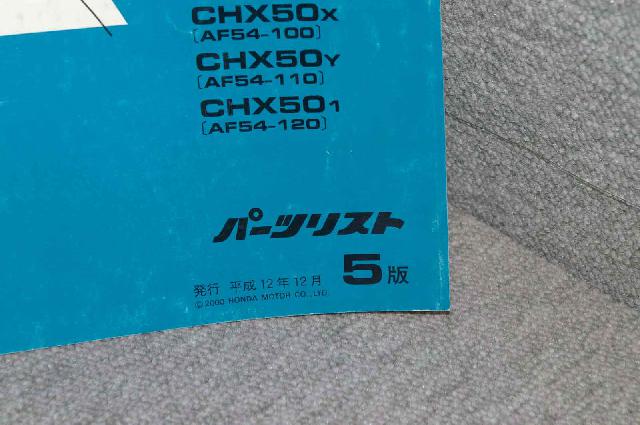 CHX50X
[AF54-100]
CHX50Y
[AF54-110]
CHX501
[AF54-120]
パーツリスト
発行 平成12年12月 5版
©2000 HONDA MOTOR CO., LTD.